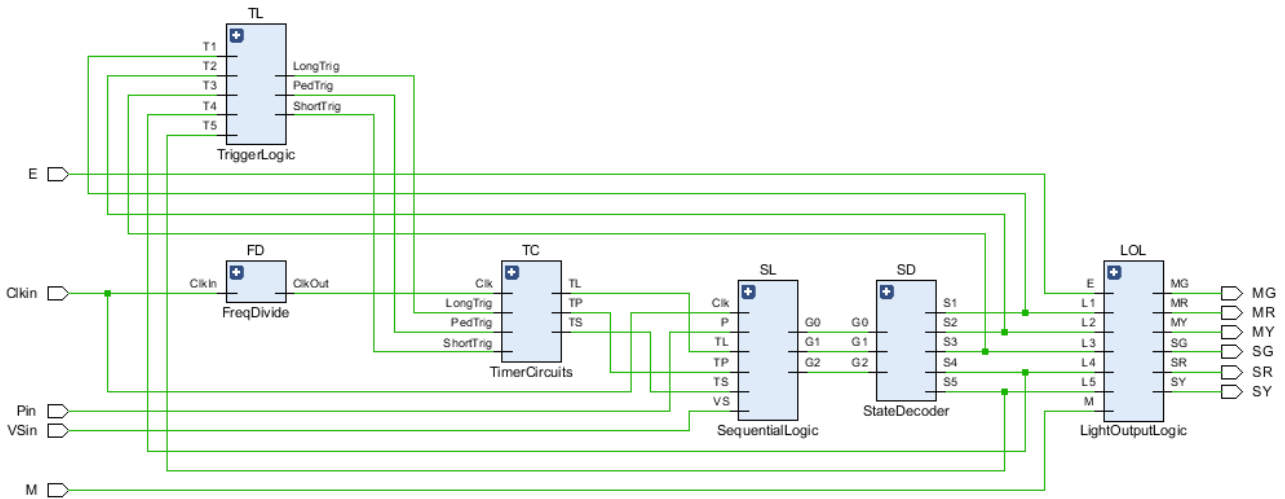 TL
T1
T2
T3
T4
T5
LongTrig
PedTrig
ShortTrig
TriggerLogic
E
FD
ClkIn
ClkOut
FreqDivide
Clkin
TC
Clk
LongTrig
PedTrig
ShortTrig
TL
TP
TS
TimerCircuits
SL
Clk
P
TL
TP
TS
VS
G0
G1
G2
SequentialLogic
SD
G0
G1
G2
S1
S2
S3
S4
S5
StateDecoder
LOL
E
L1
L2
L3
L4
L5
M
MG
MR
MY
SG
SR
SY
LightOutputLogic
MG
MR
MY
SG
SR
SY
Pin
VSin
M